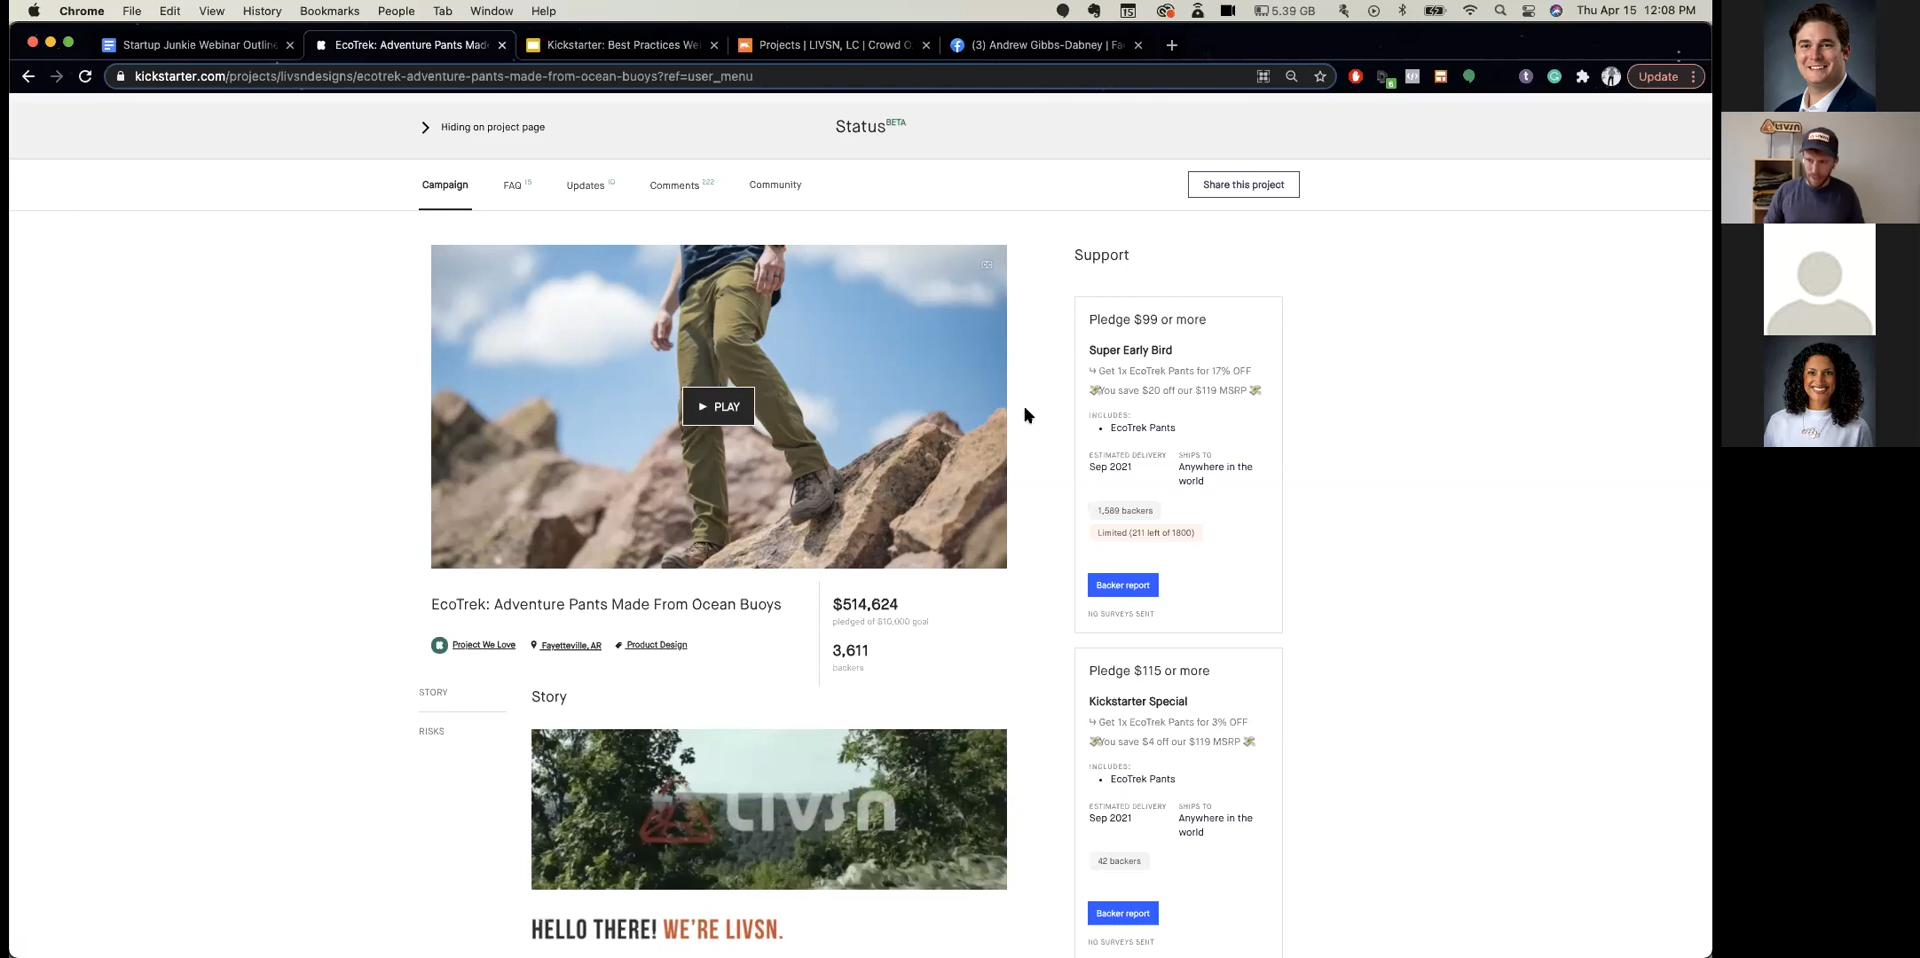 Chrome File Edit View History Bookmarks People Tab Window Help
15 5.39 GB Thu Apr 15 12:08 PM
Startup Junkie Webinar Outline
EcoTrek: Adventure Pants Mad
Kickstarter: Best Practices We
Projects | LIVSN, LC | Crowd O
(3) Andrew Gibbs-Dabney | Fa
kickstarter.com/projects/livsndesigns/ecotrek-adventure-pants-made-from-ocean-buoys?ref=user_menu
Update
Hiding on project page
Status BETA
Campaign
FAQ 15
Updates 10
Comments 222
Community
Share this project
PLAY
CC
EcoTrek: Adventure Pants Made From Ocean Buoys
Project We Love
Fayetteville, AR
Product Design
$514,624
pledged of $10,000 goal
3,611
backers
STORY
RISKS
Story
LIVSN
HELLO THERE! WE'RE LIVSN.
Support
Pledge $99 or more
Super Early Bird
Get 1x EcoTrek Pants for 17% OFF
You save $20 off our $119 MSRP
INCLUDES:
EcoTrek Pants
ESTIMATED DELIVERY
Sep 2021
SHIPS TO
Anywhere in the
world
1,589 backers
Limited (211 left of 1800)
Backer report
NO SURVEYS SENT
Pledge $115 or more
Kickstarter Special
Get 1x EcoTrek Pants for 3% OFF
You save $4 off our $119 MSRP
INCLUDES:
EcoTrek Pants
ESTIMATED DELIVERY
Sep 2021
SHIPS TO
Anywhere in the
world
42 backers
Backer report
NO SURVEYS SENT
LIVSN